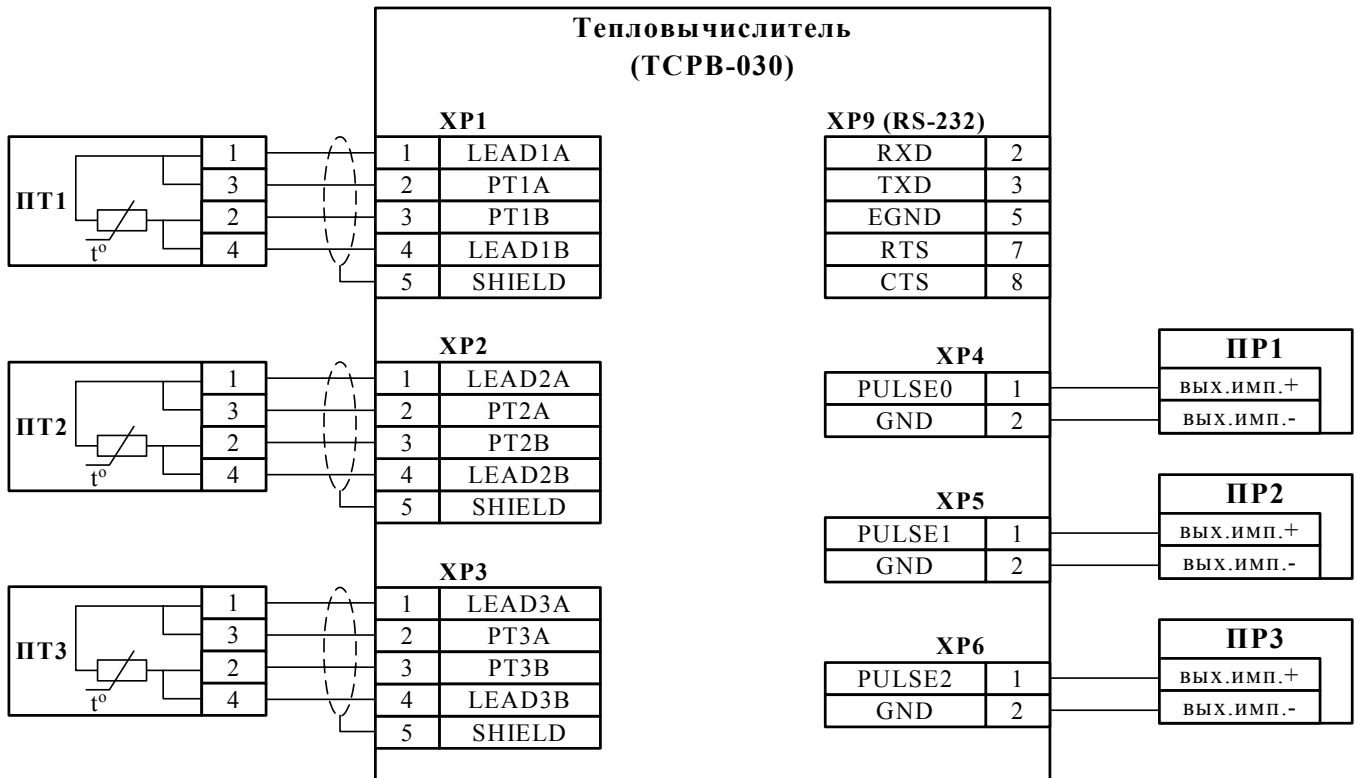 Тепловычислитель
(ТСРВ-030)
XP1
ПТ1
1 1 LEAD1A
3 2 PT1A
2 3 PT1B
4 4 LEAD1B
5 SHIELD
t°
XP2
ПТ2
1 1 LEAD2A
3 2 PT2A
2 3 PT2B
4 4 LEAD2B
5 SHIELD
t°
XP3
ПТ3
1 1 LEAD3A
3 2 PT3A
2 3 PT3B
4 4 LEAD3B
5 SHIELD
t°
XP9 (RS-232)
RXD 2
TXD 3
EGND 5
RTS 7
CTS 8
XP4
PULSE0 1
GND 2
ПР1
вых.имп.+
вых.имп.-
XP5
PULSE1 1
GND 2
ПР2
вых.имп.+
вых.имп.-
XP6
PULSE2 1
GND 2
ПР3
вых.имп.+
вых.имп.-